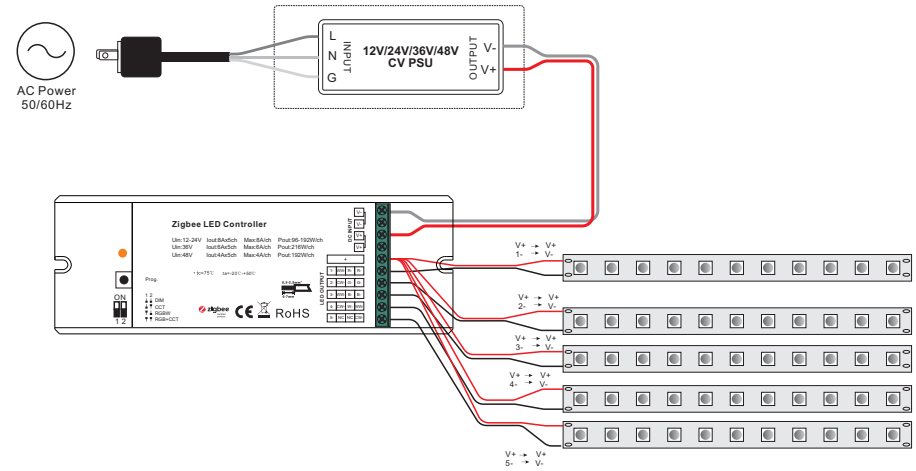 AC Power
50/60Hz
L
N
G
INPUT
12V/24V/36V/48V
CV PSU
OUTPUT
V-
V+
Zigbee LED Controller
Uin:12-24V Iout:8Ax5ch Max:8A/ch Pout:96-192W/ch
Uin:36V Iout:6Ax5ch Max:6A/ch Pout:216W/ch
Uin:48V Iout:4Ax5ch Max:4A/ch Pout:192W/ch
DC INPUT
V-
V-
V+
V+
LED OUTPUT
+
Prog.
ON
1 2
1 2
DIM
CCT
RGBW
RGB+CCT
zigbee
CE
RoHS
V+ → V+
1- → V-
V+ → V+
2- → V-
V+ → V+
3- → V-
V+ → V+
4- → V-
V+ → V+
5- → V-